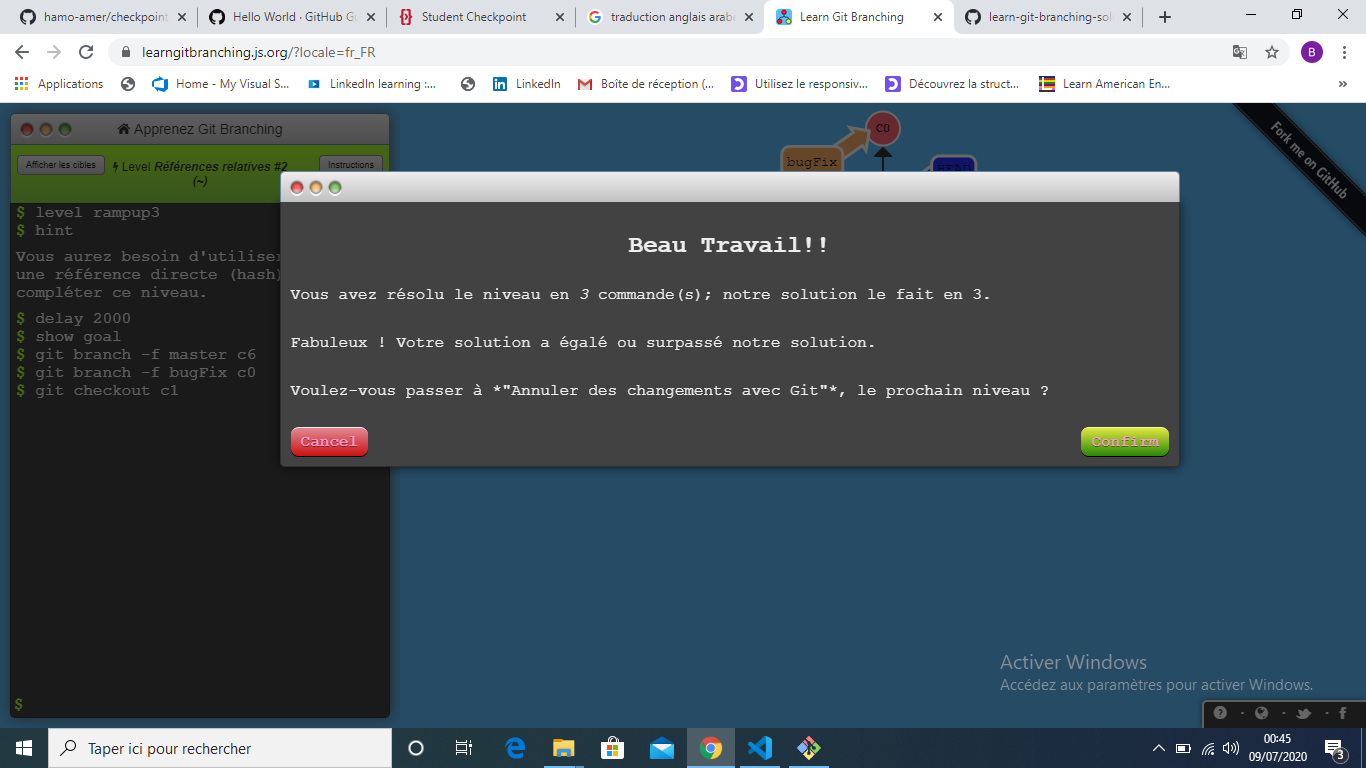 hamo-amer/checkpoint
Hello World · GitHub Gu
Student Checkpoint
traduction anglais arabe
Learn Git Branching
learn-git-branching-sol
learngitbranching.js.org/?locale=fr_FR
B
Applications
Home - My Visual S...
LinkedIn learning :...
LinkedIn
Boîte de réception (...
Utilisez le responsiv...
Découvrez la struct...
Learn American En...
»
Apprenez Git Branching
Afficher les cibles
Level Références relatives #2 (~)
Instructions
$ level rampup3
$ hint
Vous aurez besoin d'utiliser
une référence directe (hash)
compléter ce niveau.
$ delay 2000
$ show goal
$ git branch -f master c6
$ git branch -f bugFix c0
$ git checkout c1
$
C0
bugFix
HEAD
Fork me on GitHub
Beau Travail!!
Vous avez résolu le niveau en 3 commande(s); notre solution le fait en 3.
Fabuleux ! Votre solution a égalé ou surpassé notre solution.
Voulez-vous passer à *"Annuler des changements avec Git"*, le prochain niveau ?
Cancel
Confirm
Activer Windows
Accédez aux paramètres pour activer Windows.
Taper ici pour rechercher
00:45
09/07/2020
3